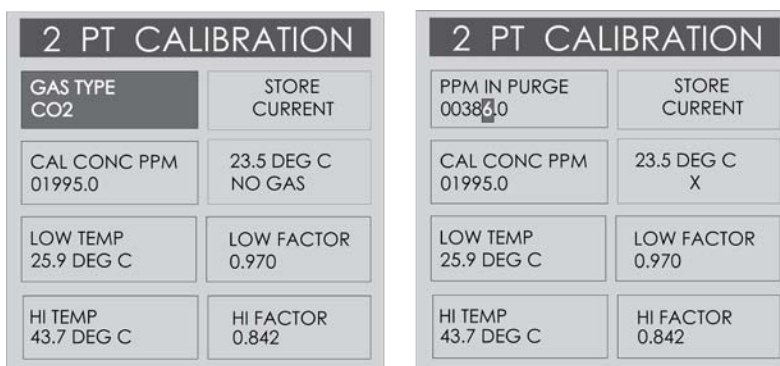 2 PT CALIBRATION
GAS TYPE
CO2
STORE
CURRENT
CAL CONC PPM
01995.0
23.5 DEG C
NO GAS
LOW TEMP
25.9 DEG C
LOW FACTOR
0.970
HI TEMP
43.7 DEG C
HI FACTOR
0.842
2 PT CALIBRATION
PPM IN PURGE
00386.0
STORE
CURRENT
CAL CONC PPM
01995.0
23.5 DEG C
X
LOW TEMP
25.9 DEG C
LOW FACTOR
0.970
HI TEMP
43.7 DEG C
HI FACTOR
0.842